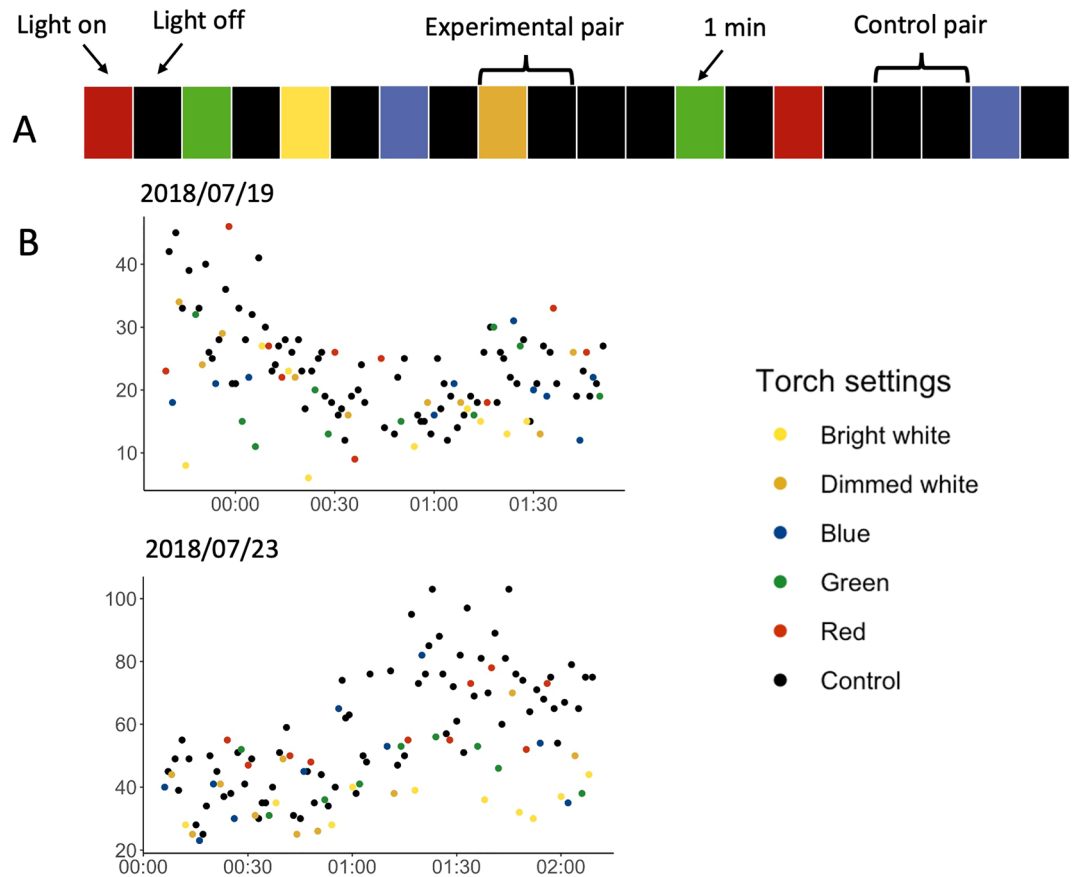 Light on
Light off
Experimental pair
1 min
Control pair
A
2018/07/19
B
40
30
20
10
00:00 00:30 01:00 01:30
2018/07/23
100
80
60
40
20
00:00 00:30 01:00 01:30 02:00
Torch settings
Bright white
Dimmed white
Blue
Green
Red
Control